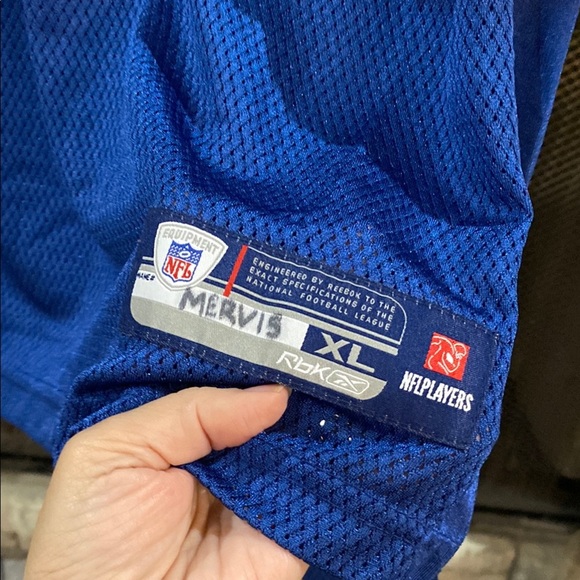 EQUIPMENT
NFL
ENGINEERED BY REEBOK TO THE
EXACT SPECIFICATIONS OF THE
NATIONAL FOOTBALL LEAGUE
MERVIS
XL
RbK
NFLPLAYERS